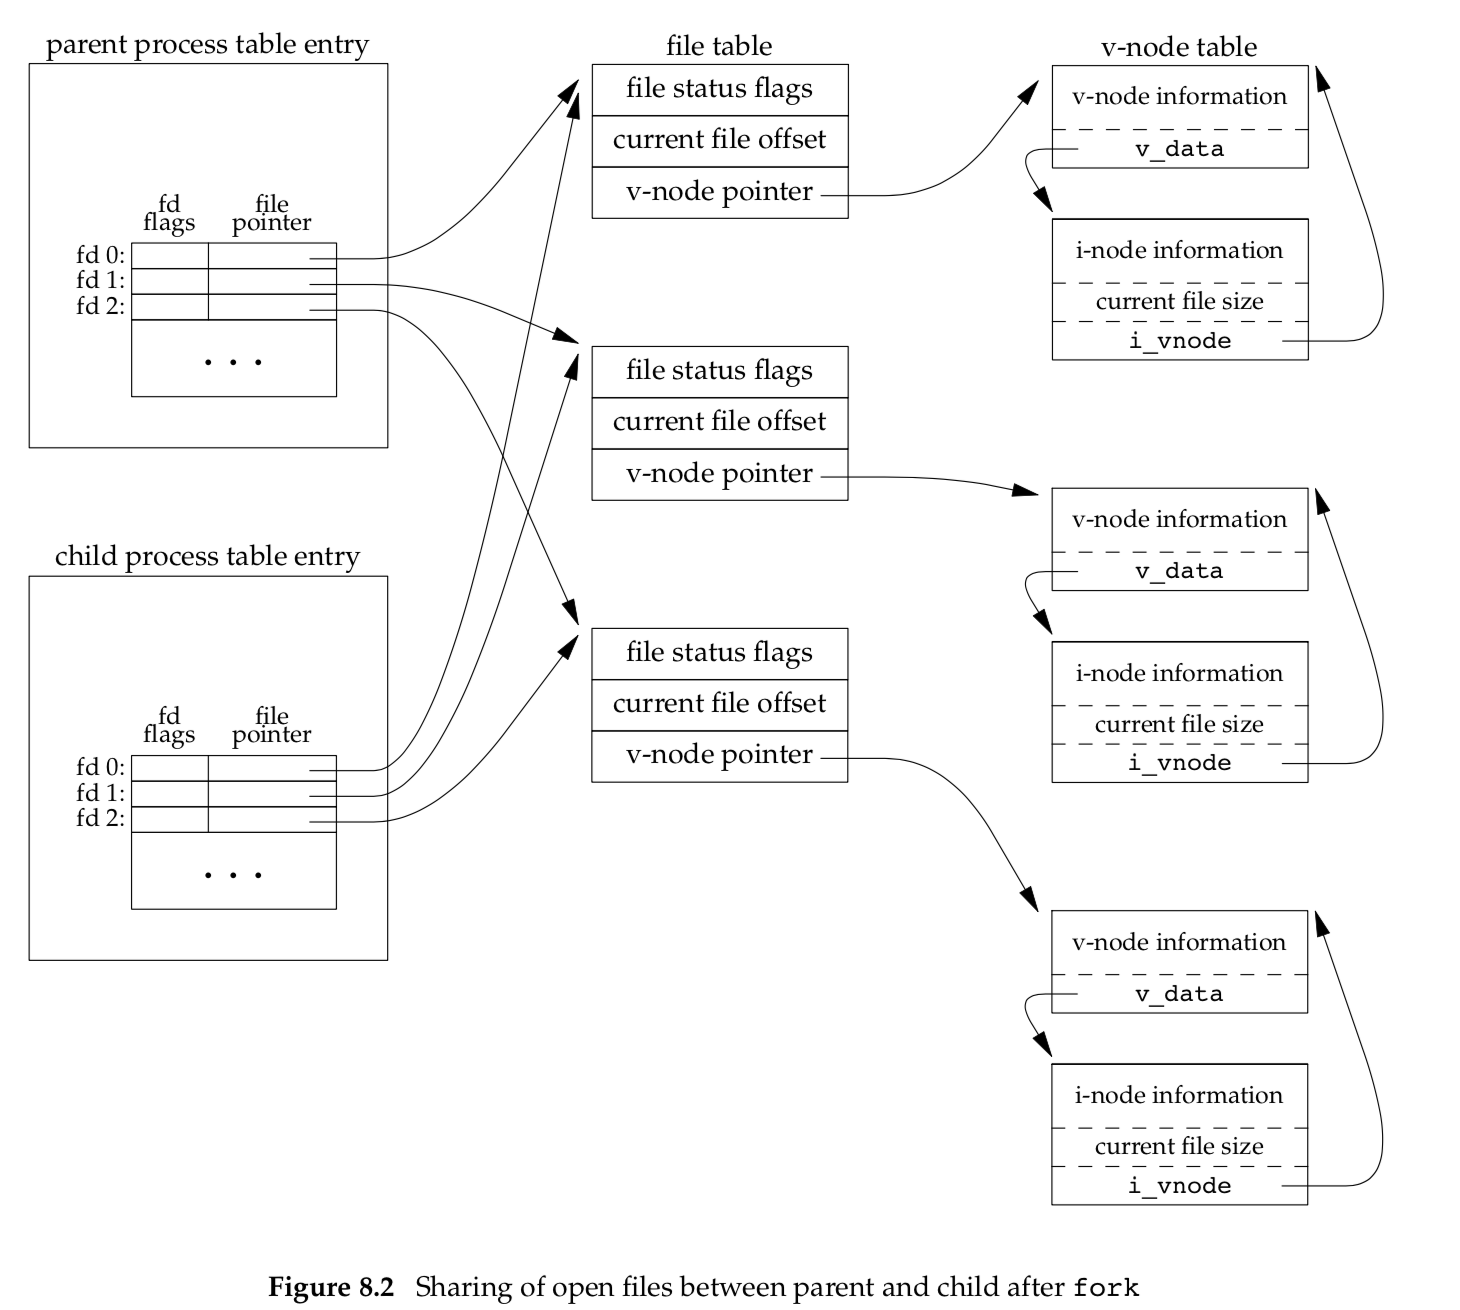 parent process table entry
fd
flags
file
pointer
fd 0:
fd 1:
fd 2:
. . .
child process table entry
fd
flags
file
pointer
fd 0:
fd 1:
fd 2:
. . .
file table
file status flags
current file offset
v-node pointer
file status flags
current file offset
v-node pointer
file status flags
current file offset
v-node pointer
v-node table
v-node information
v_data
i-node information
current file size
i_vnode
v-node information
v_data
i-node information
current file size
i_vnode
v-node information
v_data
i-node information
current file size
i_vnode
Figure 8.2 Sharing of open files between parent and child after fork